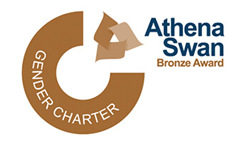 Athena
Swan
Bronze Award
GENDER CHARTER